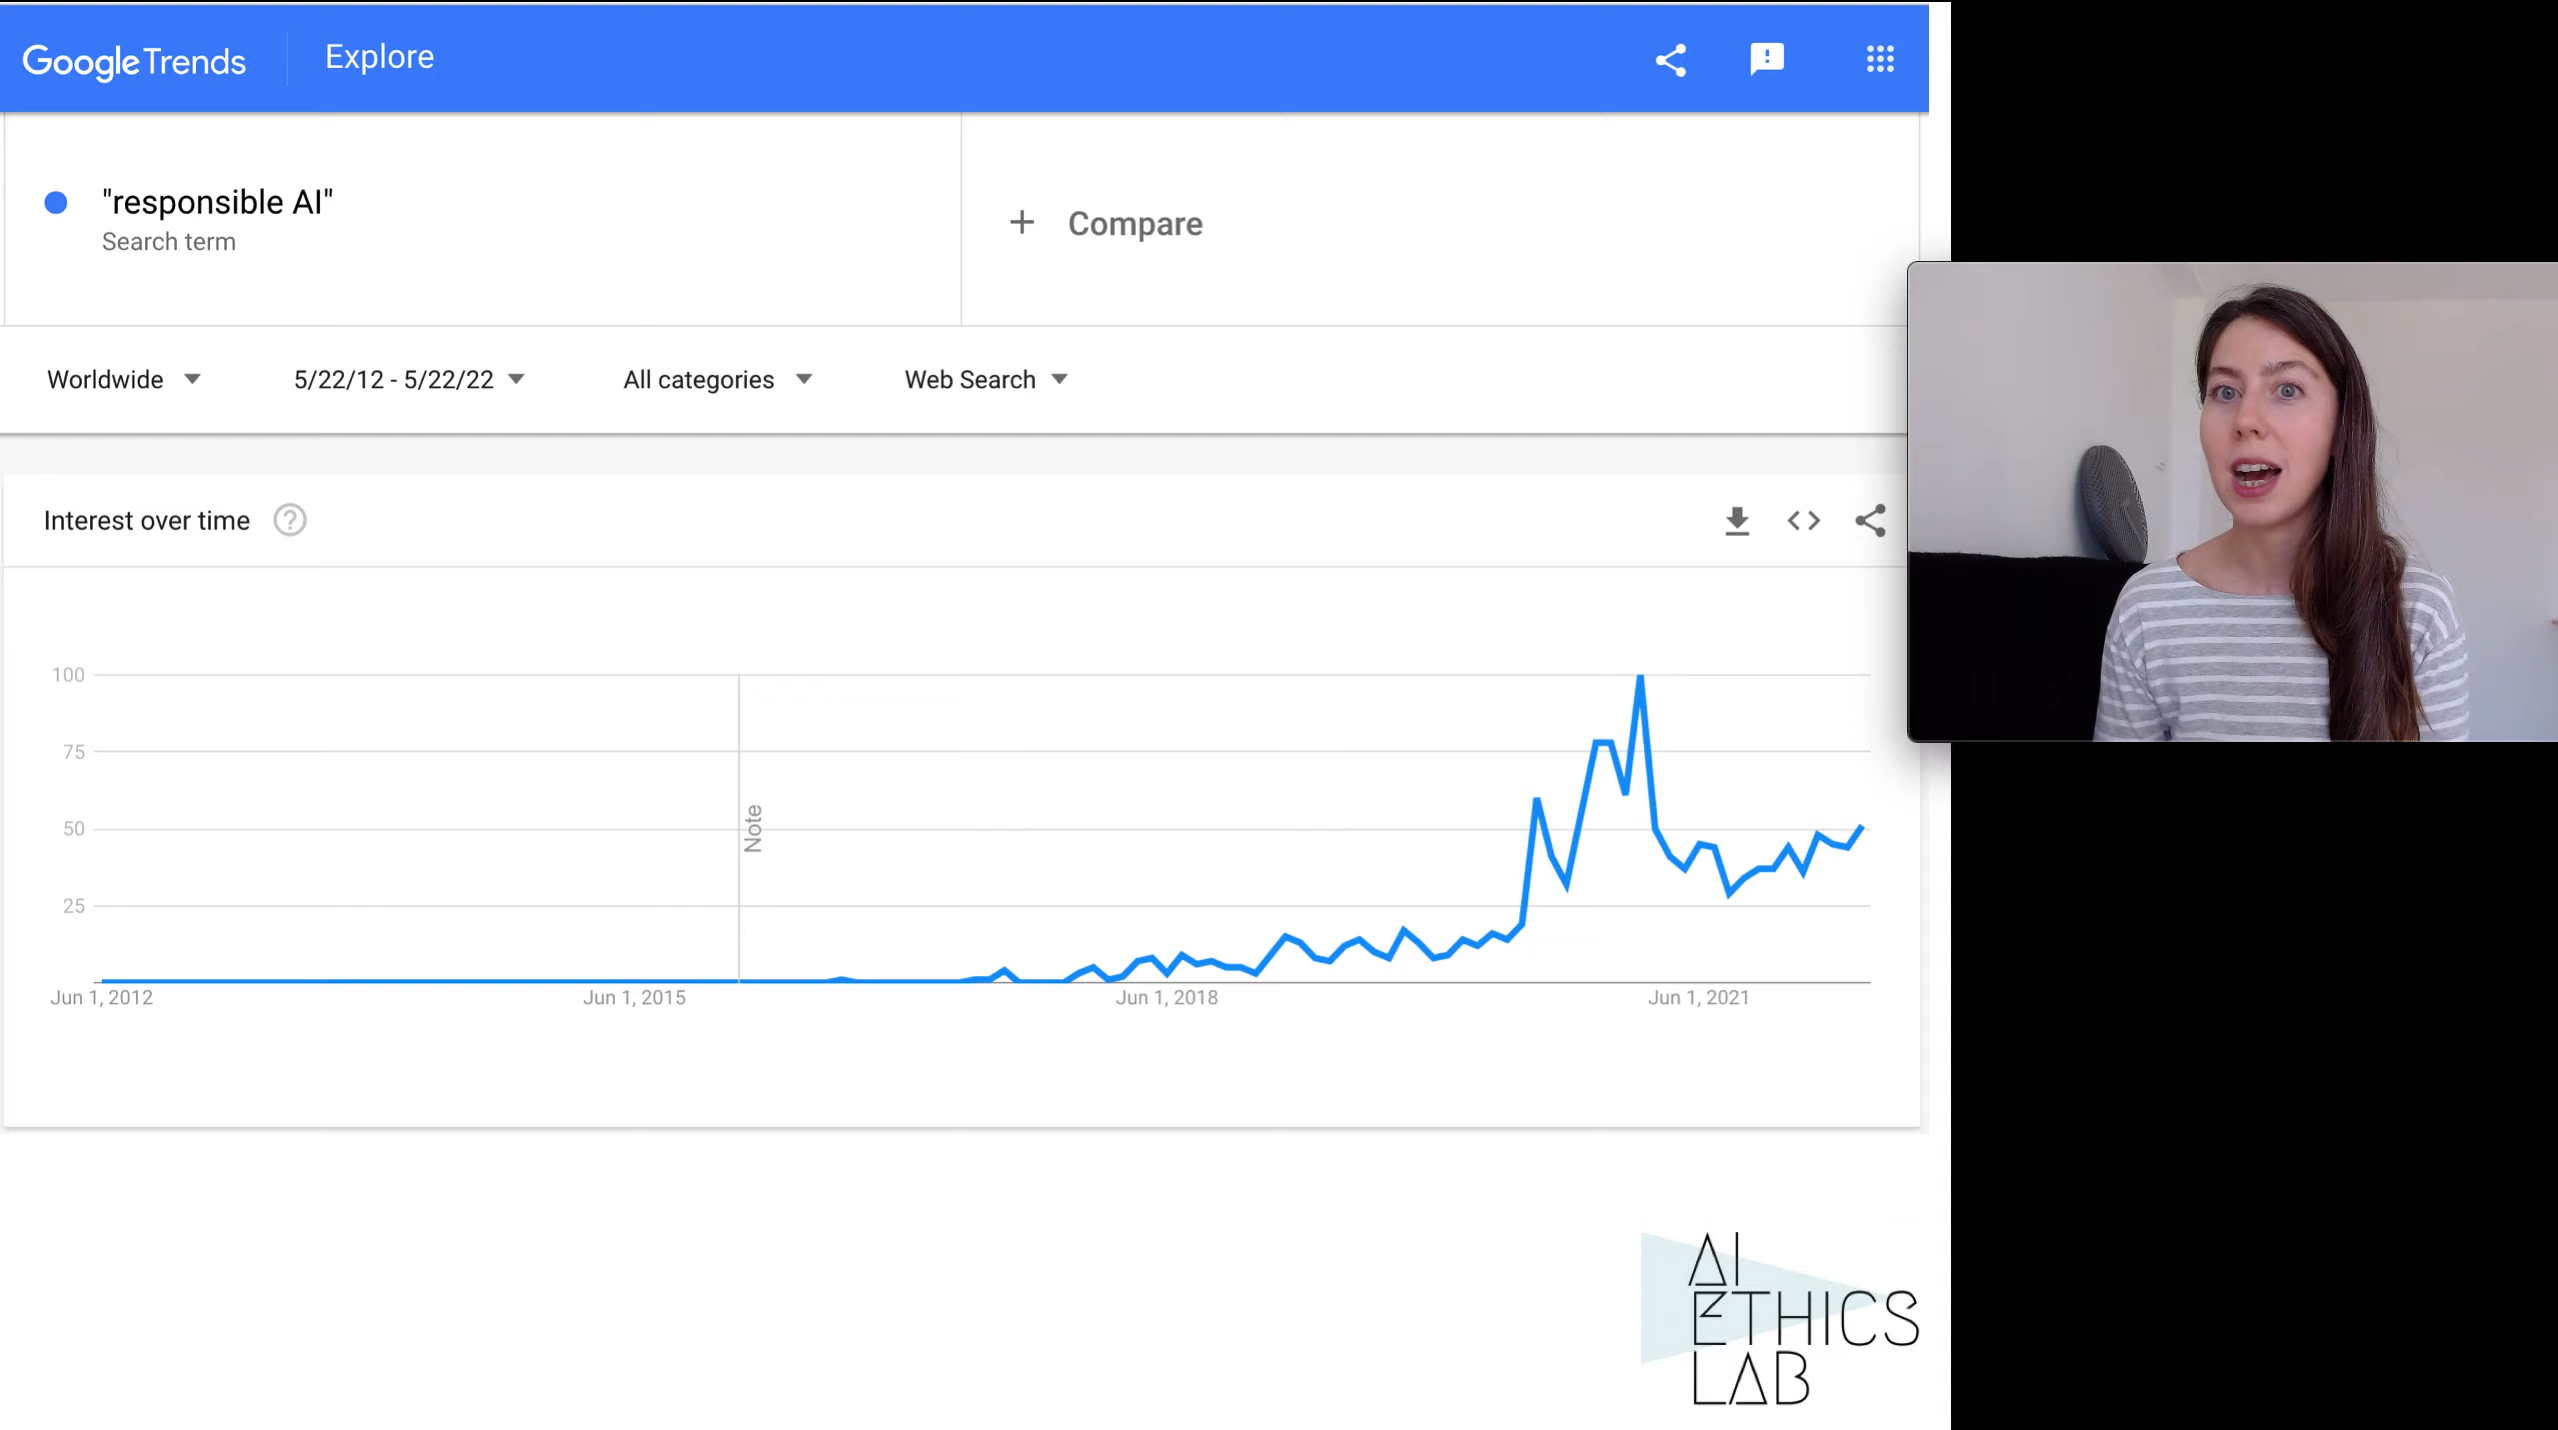 Google Trends
Explore
"responsible AI"
Search term
+ Compare
Worldwide
5/22/12 - 5/22/22
All categories
Web Search
Interest over time
100
75
50
25
Note
Jun 1, 2012
Jun 1, 2015
Jun 1, 2018
Jun 1, 2021
AI
ETHICS
LAB